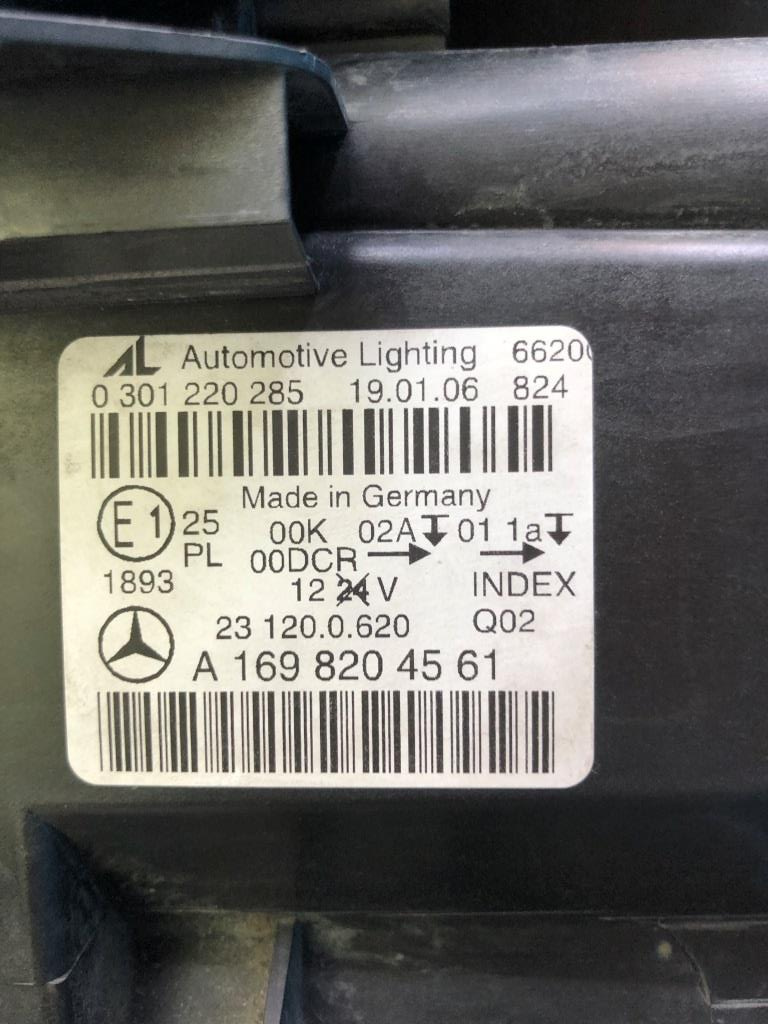 AL Automotive Lighting 6620
0 301 220 285 19.01.06 824
Made in Germany
E1 25 00K 02A 01 1a
PL 00DCR →  →
1893 12 24 V INDEX
23 120.0.620 Q02
A 169 820 45 61